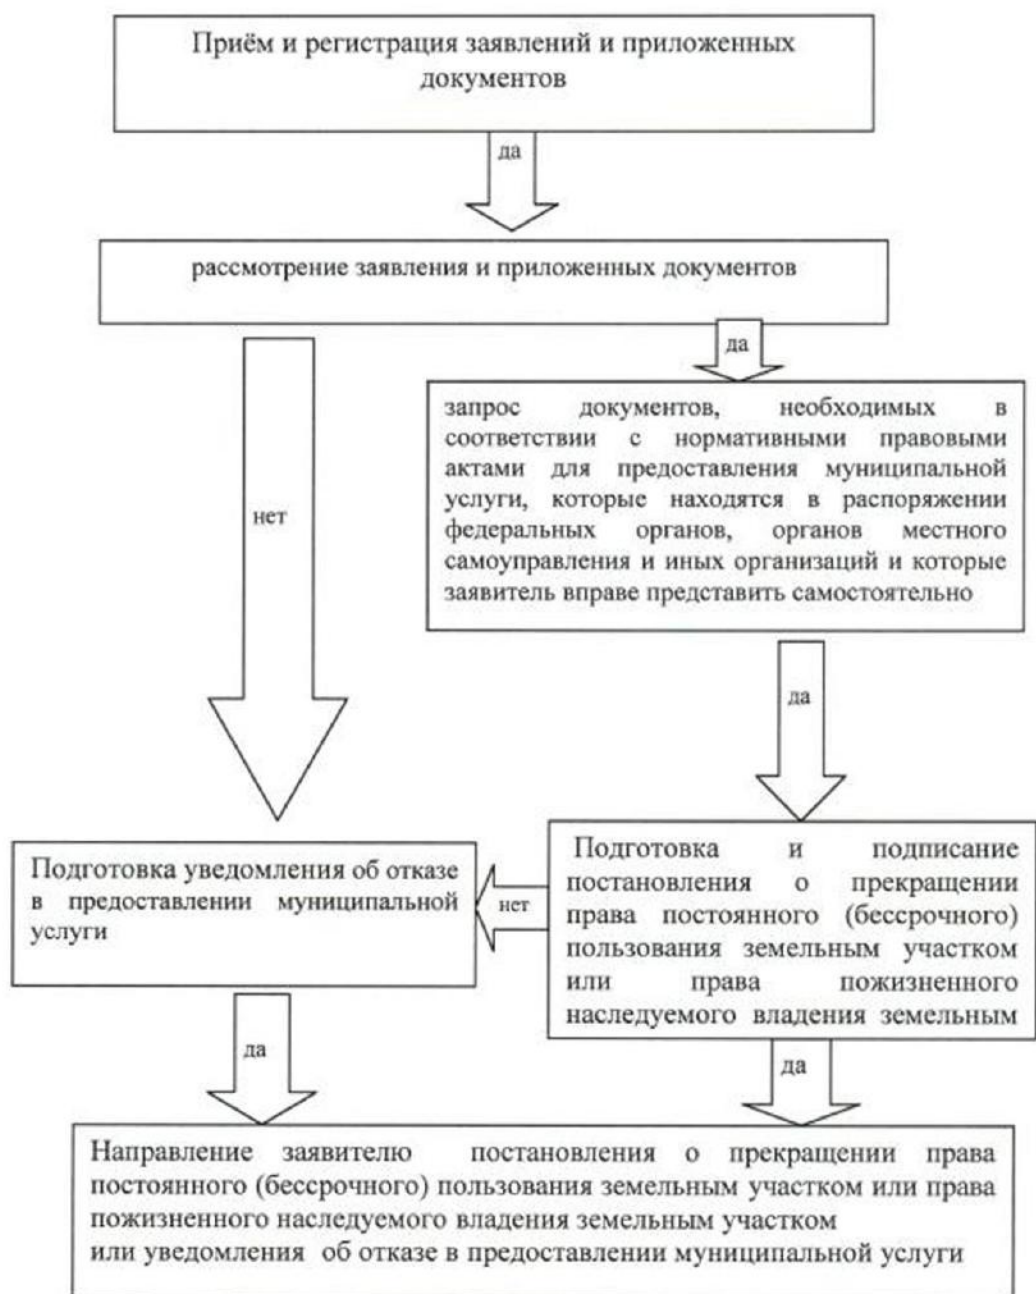 Приём и регистрация заявлений и приложенных
документов
да
рассмотрение заявления и приложенных документов
да
запрос документов, необходимых в
соответствии с нормативными правовыми
актами для предоставления муниципальной
услуги, которые находятся в распоряжении
федеральных органов, органов местного
самоуправления и иных организаций и которые
заявитель вправе представить самостоятельно
нет
да
Подготовка уведомления об отказе
в предоставлении муниципальной
услуги
нет
Подготовка и подписание
постановления о прекращении
права постоянного (бессрочного)
пользования земельным участком
или права пожизненного
наследуемого владения земельным
да
да
Направление заявителю постановления о прекращении права
постоянного (бессрочного) пользования земельным участком или права
пожизненного наследуемого владения земельным участком
или уведомления об отказе в предоставлении муниципальной услуги